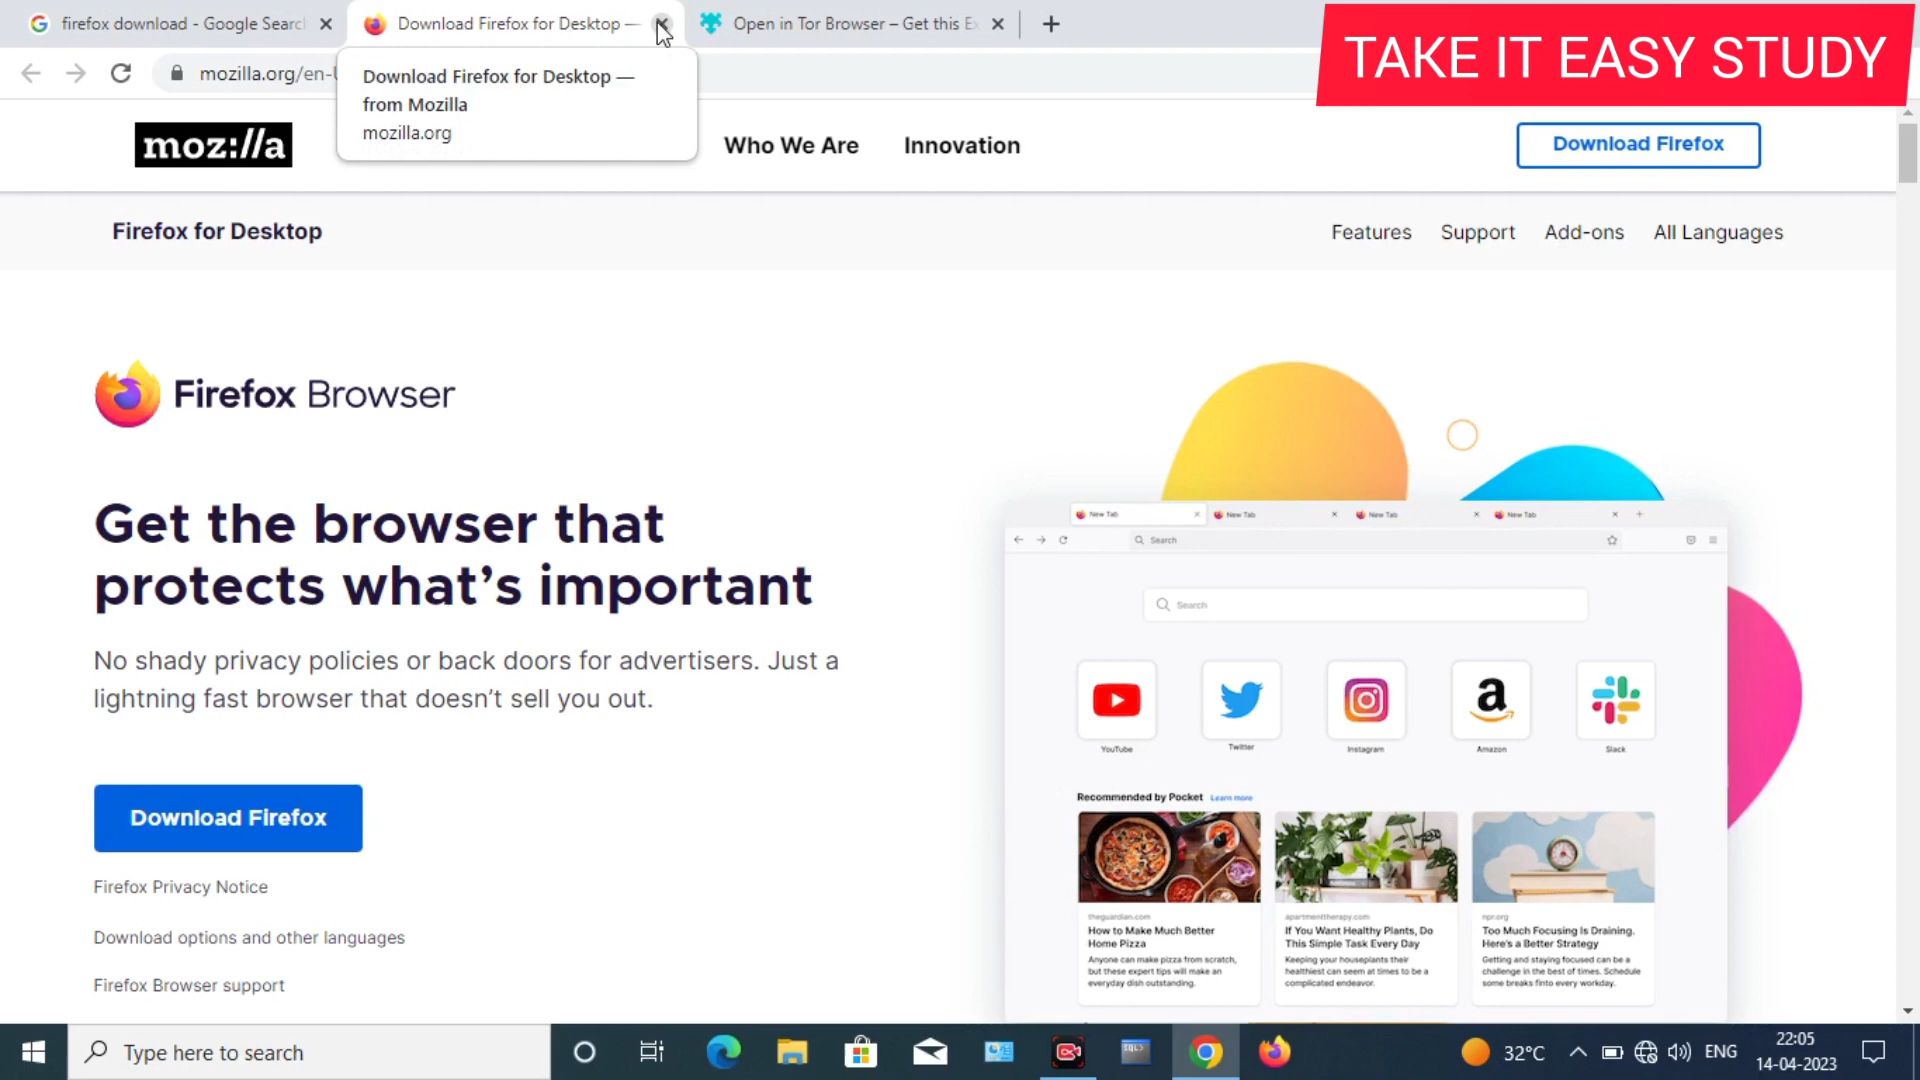 firefox download - Google Searc
Download Firefox for Desktop —
Open in Tor Browser – Get this E
TAKE IT EASY STUDY
mozilla.org/en-U
Download Firefox for Desktop —
from Mozilla
mozilla.org
moz://a
Who We Are
Innovation
Download Firefox
Firefox for Desktop
Features
Support
Add-ons
All Languages
Firefox Browser
Get the browser that
protects what's important
No shady privacy policies or back doors for advertisers. Just a
lightning fast browser that doesn't sell you out.
Download Firefox
Firefox Privacy Notice
Download options and other languages
Firefox Browser support
New Tab
New Tab
New Tab
New Tab
Search
Search
YouTube
Twitter
Instagram
a
Amazon
Slack
Recommended by Pocket Learn more
theguardian.com
How to Make Much Better
Home Pizza
Anyone can make pizza from scratch,
but these expert tips will make an
everyday dish outstanding.
apartmenttherapy.com
If You Want Healthy Plants, Do
This Simple Task Every Day
Keeping your houseplants their
healthiest can seem at times to be a
complicated endeavor.
npr.org
Too Much Focusing Is Draining.
Here's a Better Strategy
Getting and staying focused can be a
challenge in the best of times. Schedule
some breaks finto every workday.
Type here to search
SQL>
32°C
ENG
22:05
14-04-2023